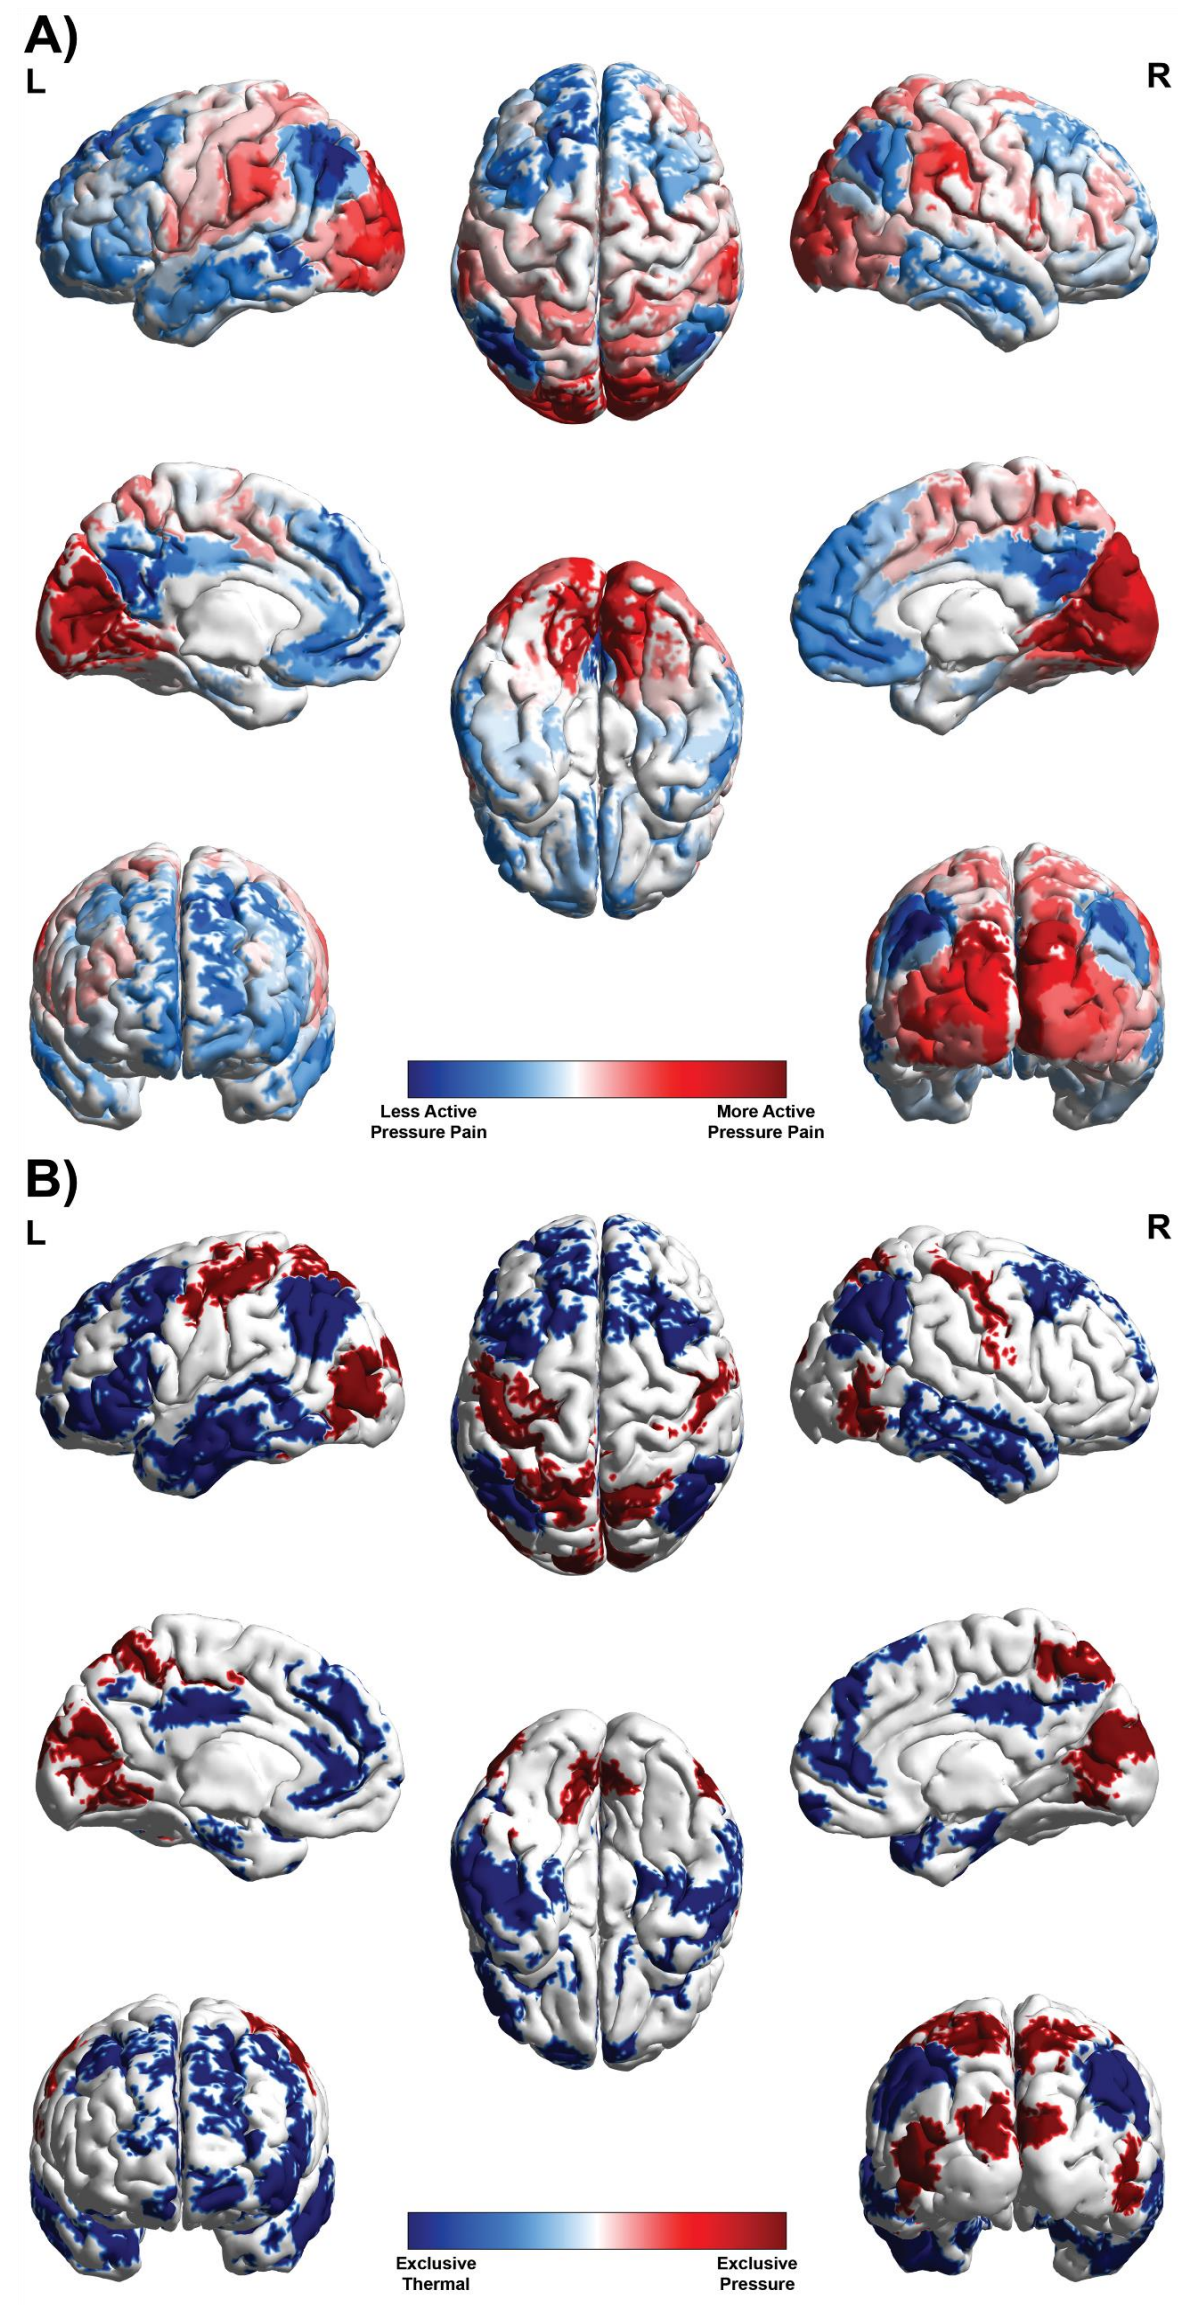 A)
L
R
Less Active
Pressure Pain
More Active
Pressure Pain
B)
L
R
Exclusive
Thermal
Exclusive
Pressure